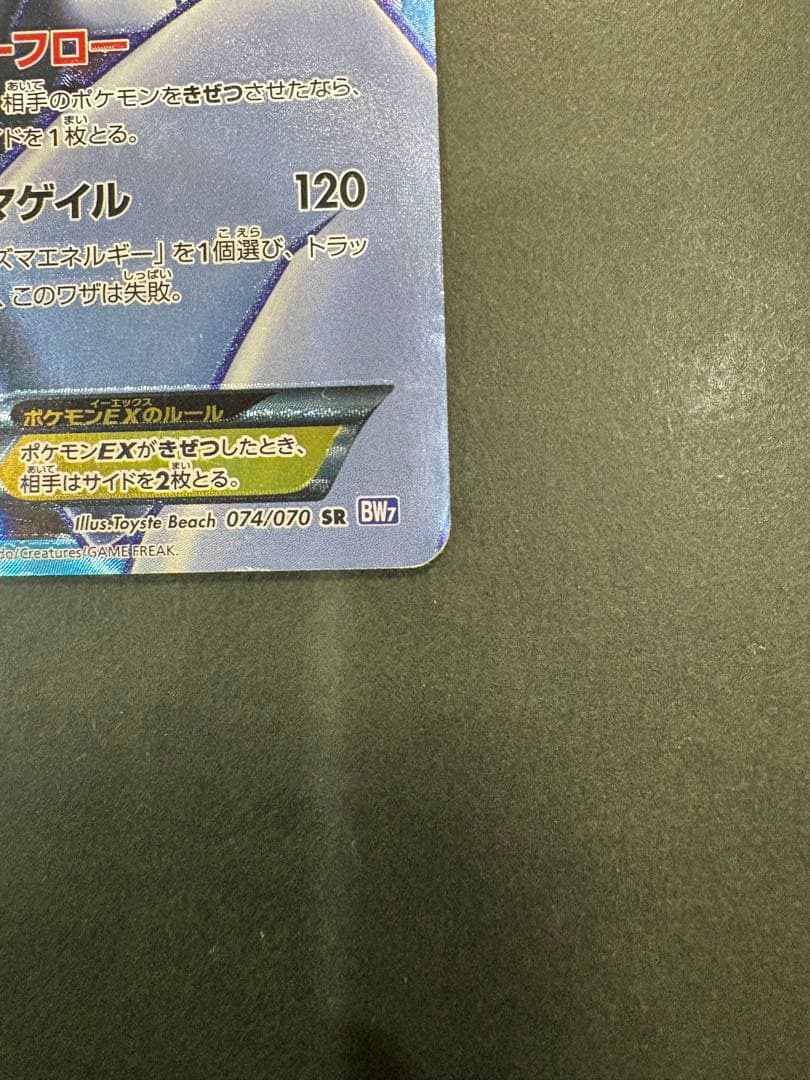 ーフロー
相手のポケモンをきぜつさせたなら、
イドを1枚とる。
マゲイル 120
ズマエネルギー」を1個選び、トラッ
、このワザは失敗。
ポケモンEXのルール
ポケモンEXがきぜつしたとき、
相手はサイドを2枚とる。
Illus.Toyste Beach 074/070 SR BW7
do/Creatures/GAME FREAK.